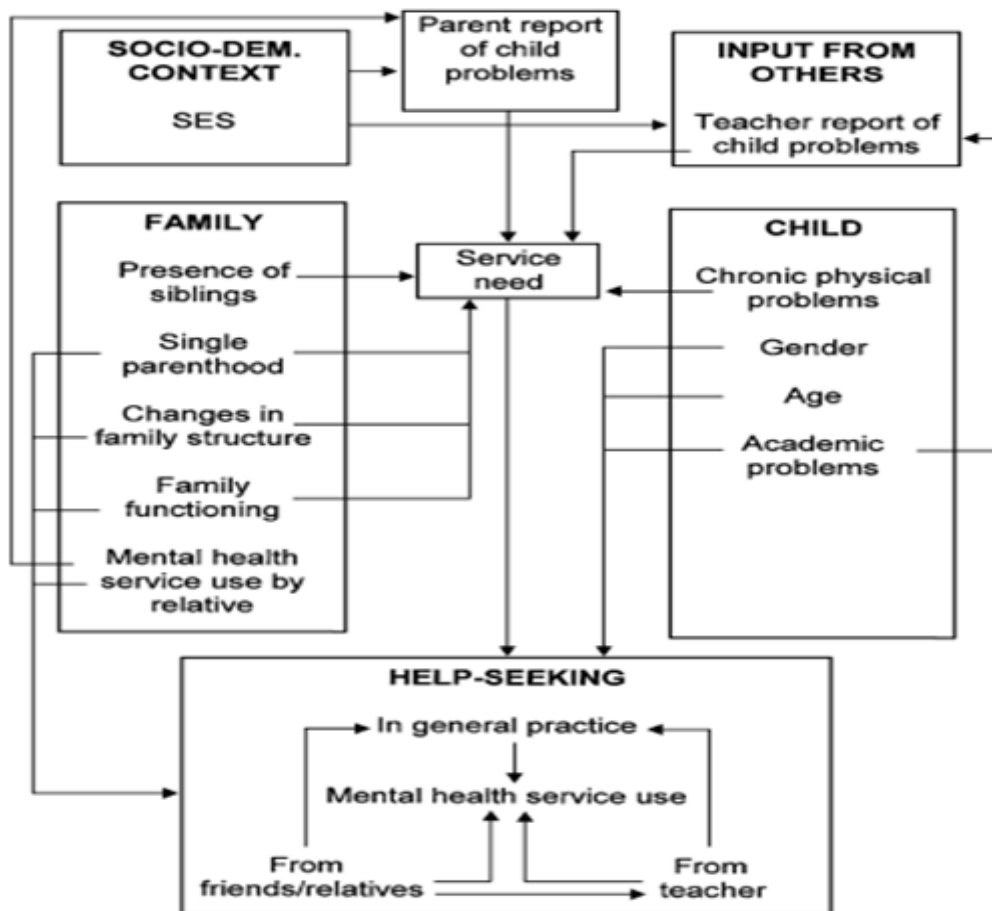 SOCIO-DEM.
CONTEXT
SES
Parent report
of child
problems
INPUT FROM
OTHERS
Teacher report of
child problems
FAMILY
Presence of
siblings
Single
parenthood
Changes in
family structure
Family
functioning
Mental health
service use by
relative
Service
need
CHILD
Chronic physical
problems
Gender
Age
Academic
problems
HELP-SEEKING
In general practice
Mental health service use
From
friends/relatives
From
teacher